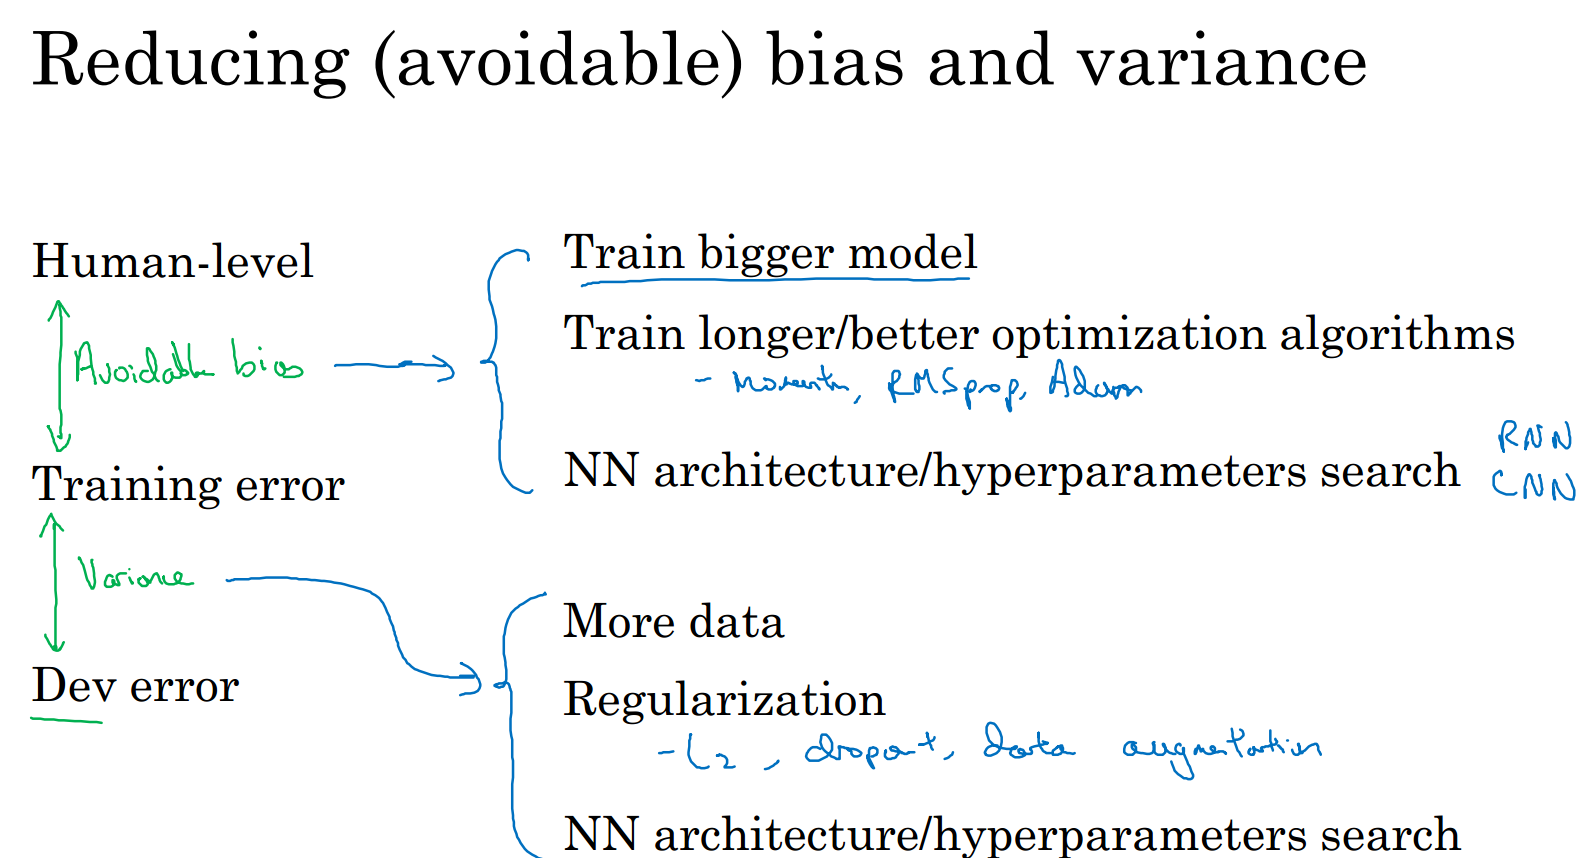 Reducing (avoidable) bias and variance
Human-level
Avoidable bias
Training error
Variance
Dev error
Train bigger model
Train longer/better optimization algorithms
- Momentum, RMSprop, Adam
NN architecture/hyperparameters search
RNN
CNN
More data
Regularization
- L2, dropout, data augmentation
NN architecture/hyperparameters search